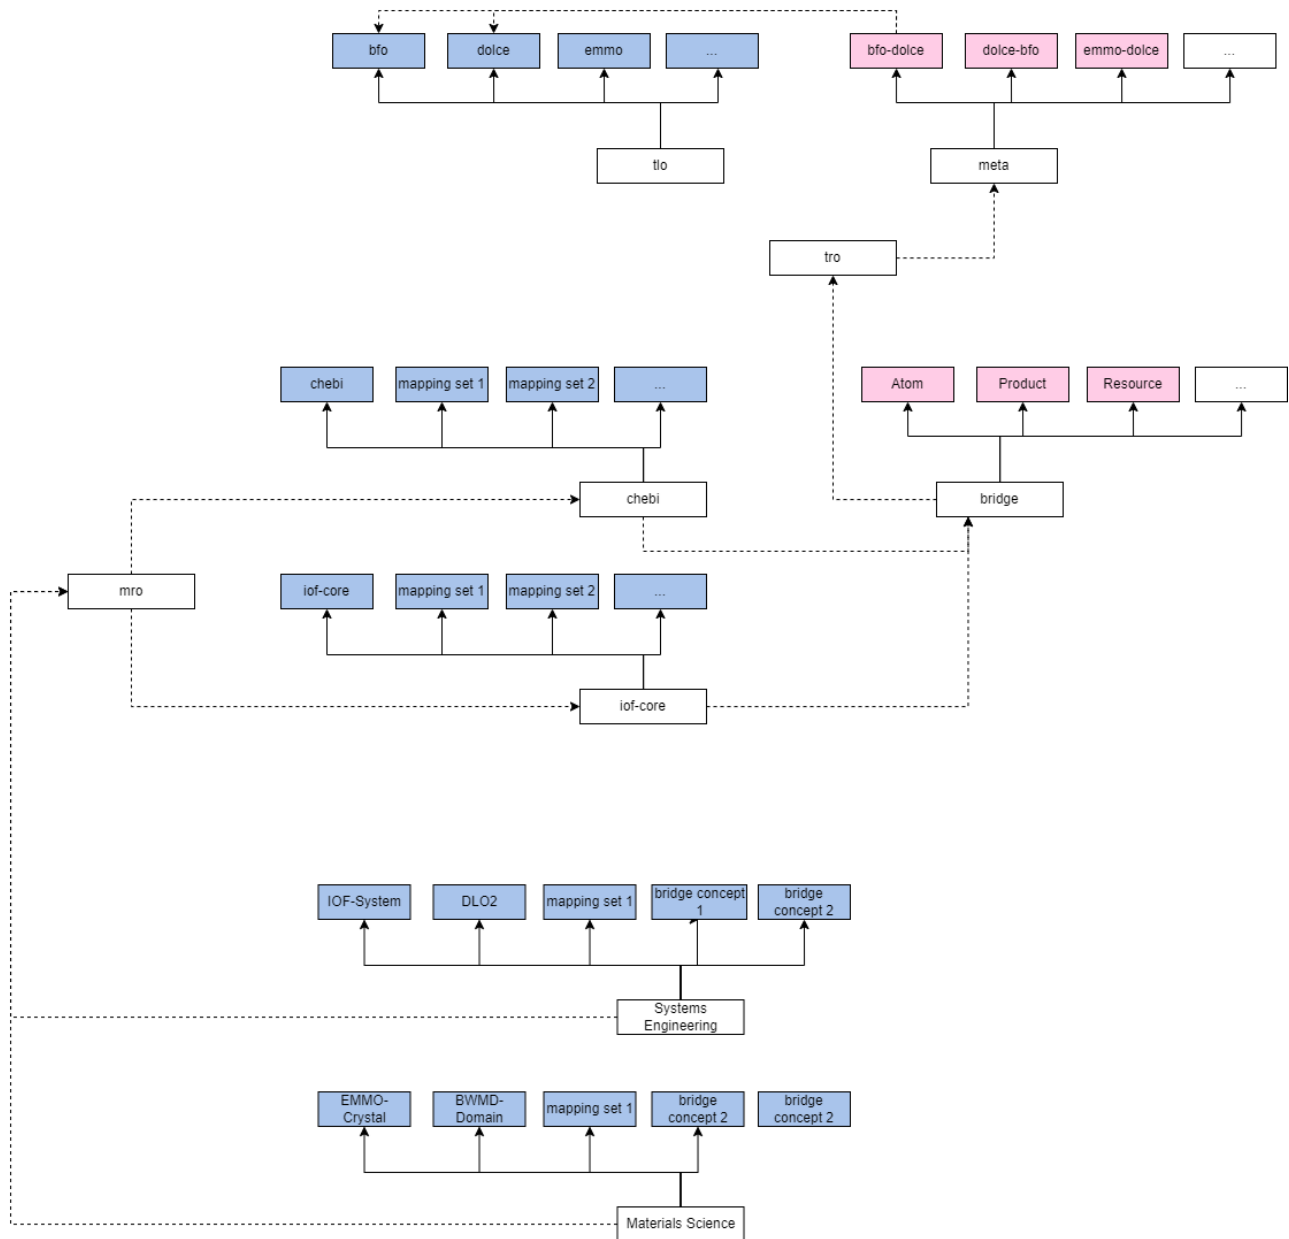 bfo
dolce
emmo
...
bfo-dolce
dolce-bfo
emmo-dolce
...
tlo
meta
tro
chebi
mapping set 1
mapping set 2
...
Atom
Product
Resource
...
chebi
bridge
mro
iof-core
mapping set 1
mapping set 2
...
iof-core
IOF-System
DLO2
mapping set 1
bridge concept
1
bridge
concept 2
Systems
Engineering
EMMO-
Crystal
BWMD-
Domain
mapping set 1
bridge
concept 2
bridge
concept 2
Materials Science